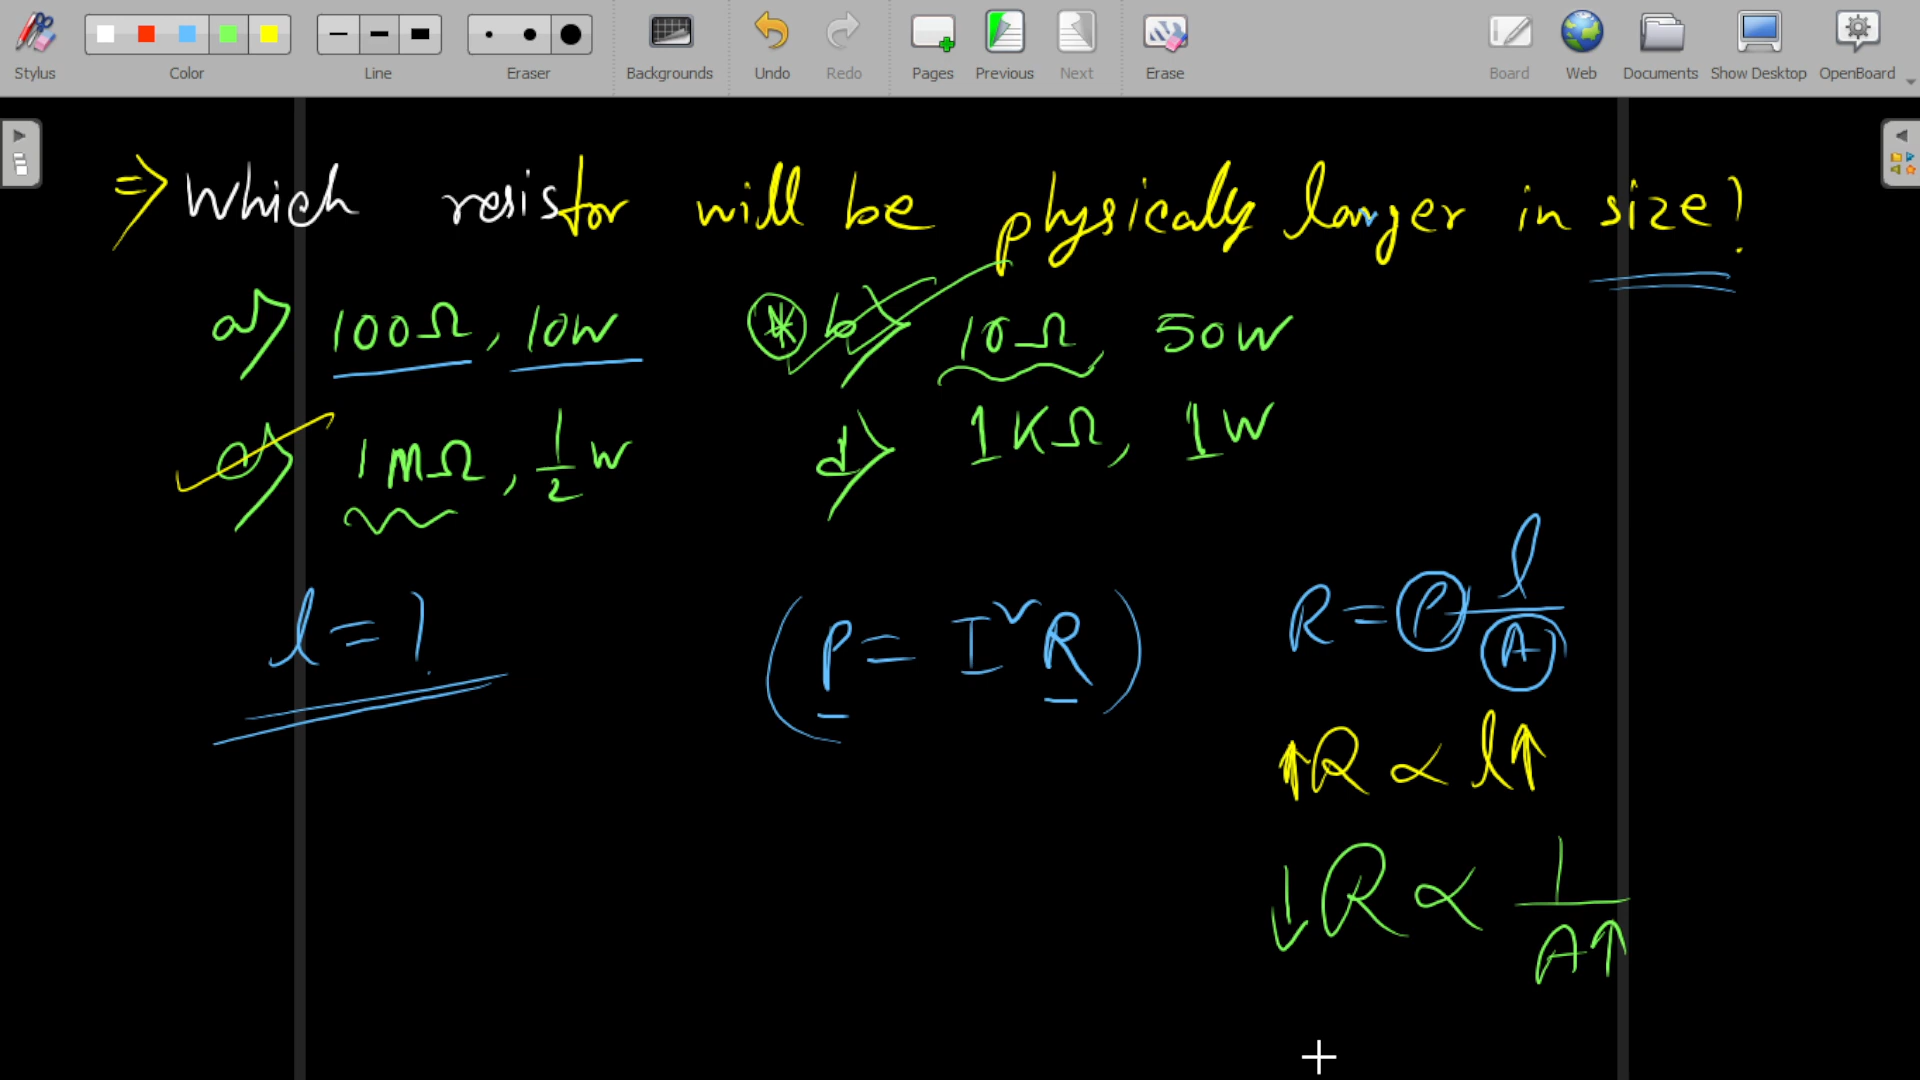 Stylus Color Line Eraser Backgrounds Undo Redo Pages Previous Next Erase Board Web Documents Show Desktop OpenBoard
⇒ Which resistor will be physically larger in size?
a) 100Ω, 10W * b) 10Ω, 50W
c) 1MΩ, 1/2 W d) 1KΩ, 1W
l = ?
(P = I²R)
R = ρ l/A
↑R ∝ l↑
↓R ∝ 1/A↑